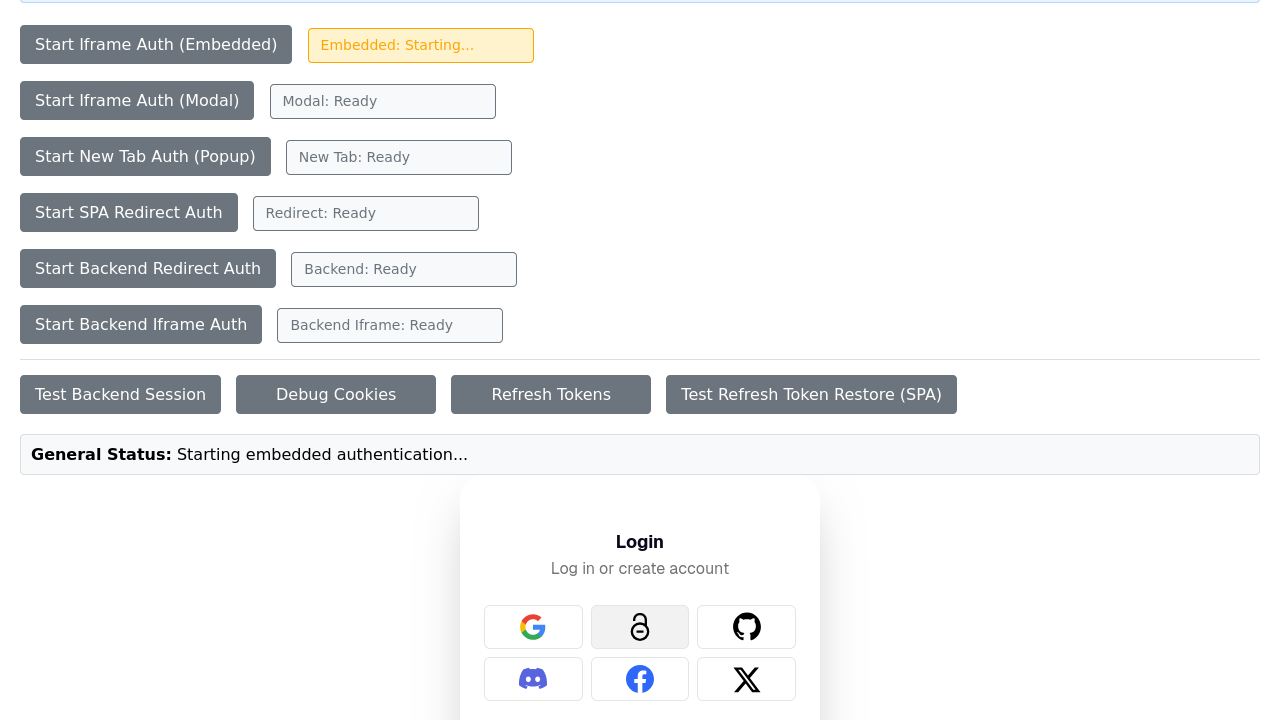 Start Iframe Auth (Embedded)
Embedded: Starting...
Start Iframe Auth (Modal)
Modal: Ready
Start New Tab Auth (Popup)
New Tab: Ready
Start SPA Redirect Auth
Redirect: Ready
Start Backend Redirect Auth
Backend: Ready
Start Backend Iframe Auth
Backend Iframe: Ready
Test Backend Session
Debug Cookies
Refresh Tokens
Test Refresh Token Restore (SPA)
General Status: Starting embedded authentication...
Login
Log in or create account